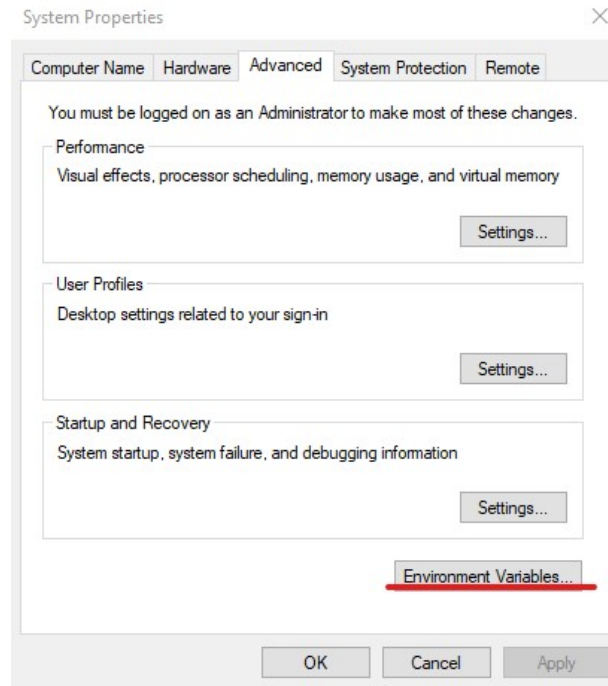 System Properties
Computer Name Hardware Advanced System Protection Remote
You must be logged on as an Administrator to make most of these changes.
Performance
Visual effects, processor scheduling, memory usage, and virtual memory
Settings...
User Profiles
Desktop settings related to your sign-in
Settings...
Startup and Recovery
System startup, system failure, and debugging information
Settings...
Environment Variables...
OK Cancel Apply